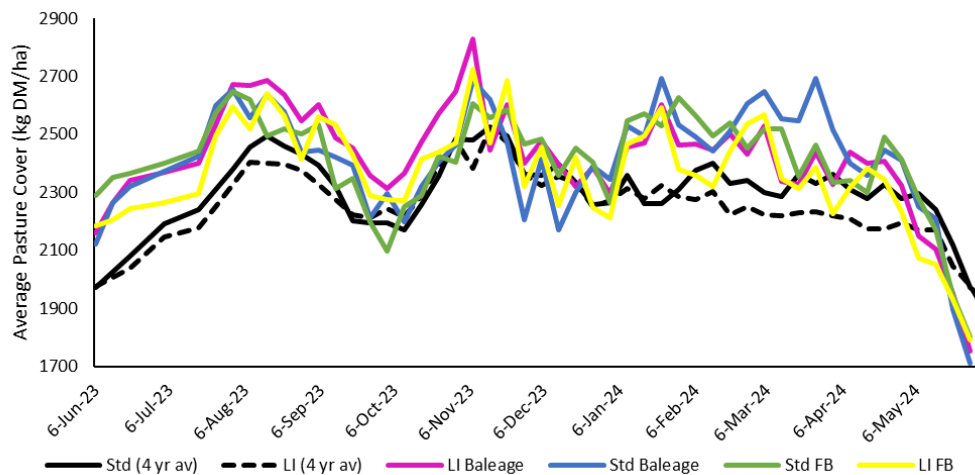 Average Pasture Cover (kg DM/ha)
2900
2700
2500
2300
2100
1900
1700
6-Jun-23 6-Jul-23 6-Aug-23 6-Sep-23 6-Oct-23 6-Nov-23 6-Dec-23 6-Jan-24 6-Feb-24 6-Mar-24 6-Apr-24 6-May-24
Std (4 yr av) LI (4 yr av) LI Baleage Std Baleage Std FB LI FB